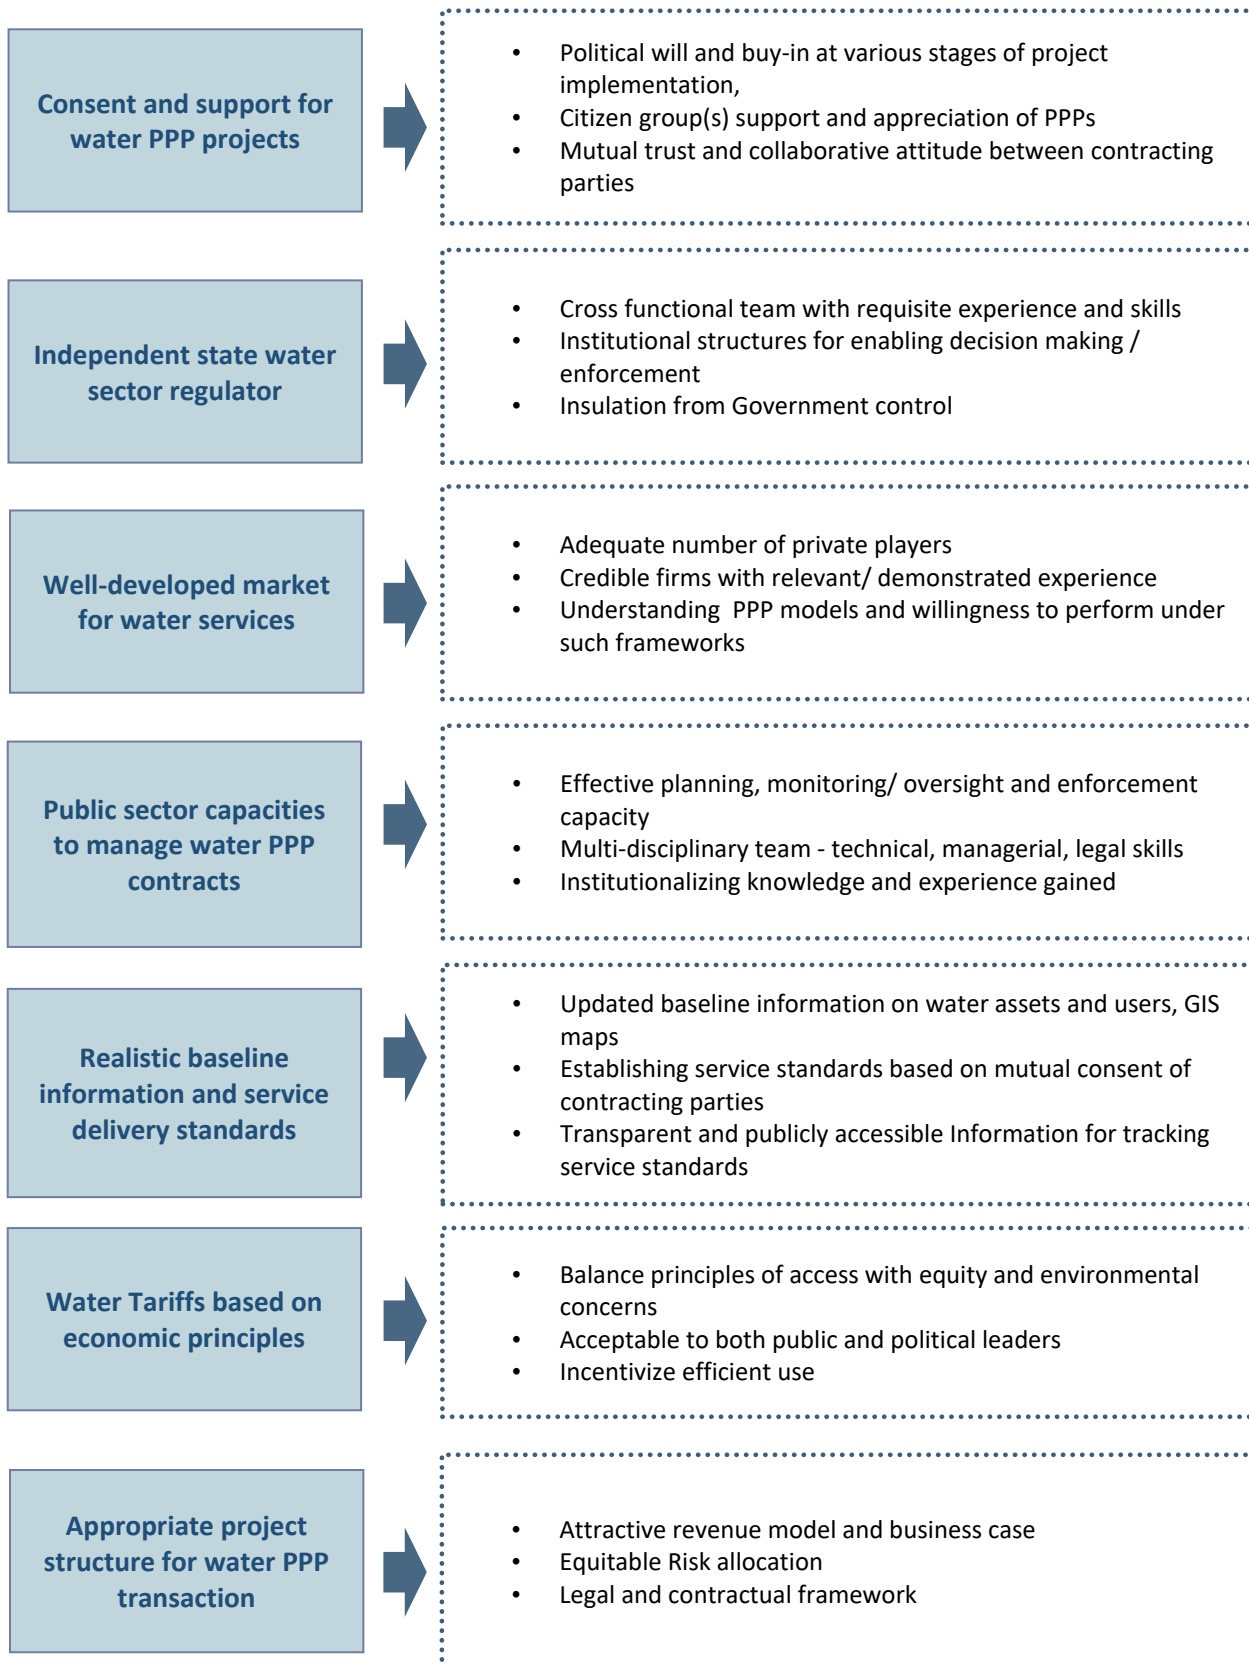 Consent and support for
water PPP projects
• Political will and buy-in at various stages of project
implementation,
• Citizen group(s) support and appreciation of PPPs
• Mutual trust and collaborative attitude between contracting
parties
Independent state water
sector regulator
• Cross functional team with requisite experience and skills
• Institutional structures for enabling decision making /
enforcement
• Insulation from Government control
Well-developed market
for water services
• Adequate number of private players
• Credible firms with relevant/ demonstrated experience
• Understanding  PPP models and willingness to perform under
such frameworks
Public sector capacities
to manage water PPP
contracts
• Effective planning, monitoring/ oversight and enforcement
capacity
• Multi-disciplinary team - technical, managerial, legal skills
• Institutionalizing knowledge and experience gained
Realistic baseline
information and service
delivery standards
• Updated baseline information on water assets and users, GIS
maps
• Establishing service standards based on mutual consent of
contracting parties
• Transparent and publicly accessible Information for tracking
service standards
Water Tariffs based on
economic principles
• Balance principles of access with equity and environmental
concerns
• Acceptable to both public and political leaders
• Incentivize efficient use
Appropriate project
structure for water PPP
transaction
• Attractive revenue model and business case
• Equitable Risk allocation
• Legal and contractual framework